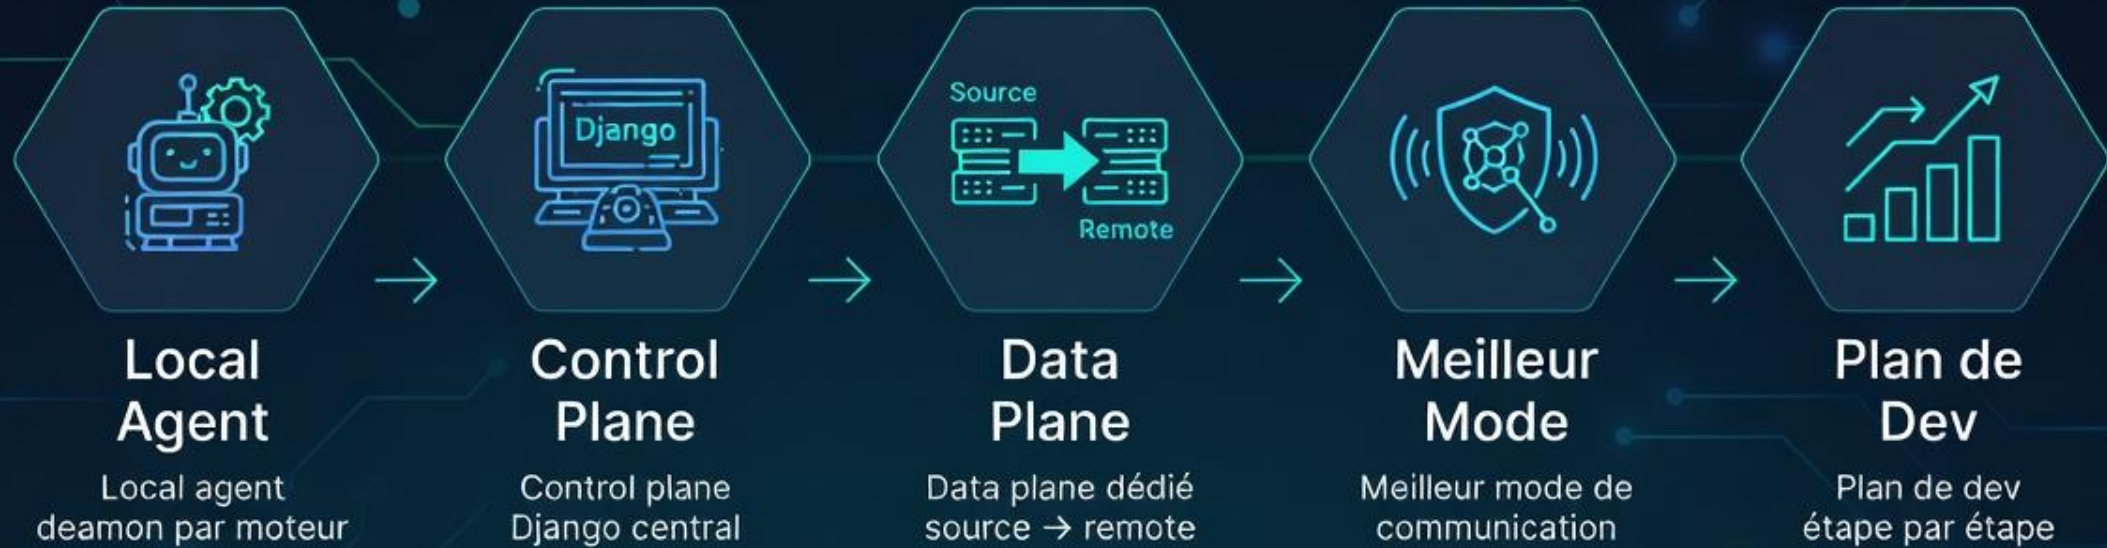 Django
Source
Remote
Local
Agent
Local agent
deamon par moteur
Control
Plane
Control plane
Django central
Data
Plane
Data plane dédié
source → remote
Meilleur
Mode
Meilleur mode de
communication
Plan de
Dev
Plan de dev
étape par étape